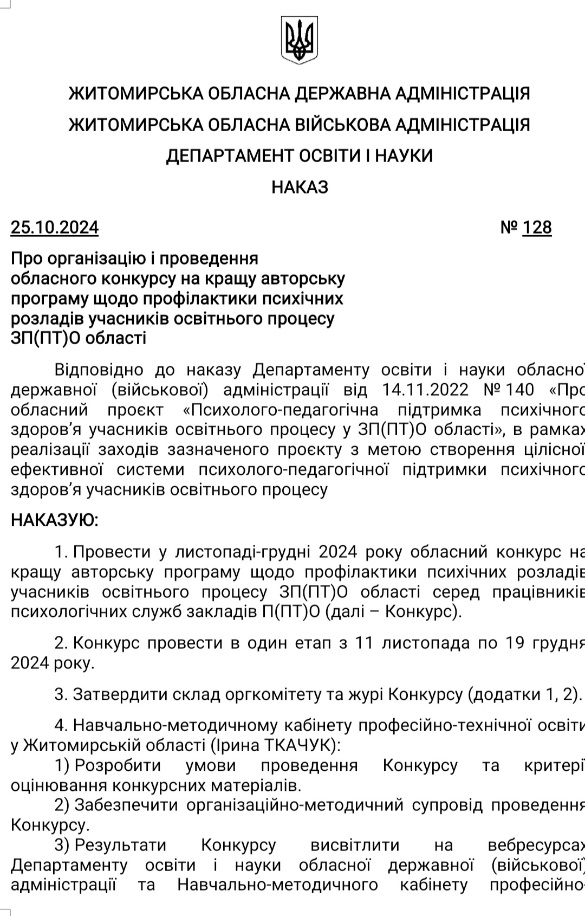 ЖИТОМИРСЬКА ОБЛАСНА ДЕРЖАВНА АДМІНІСТРАЦІЯ
ЖИТОМИРСЬКА ОБЛАСНА ВІЙСЬКОВА АДМІНІСТРАЦІЯ
ДЕПАРТАМЕНТ ОСВІТИ І НАУКИ
НАКАЗ
25.10.2024 № 128
Про організацію і проведення
обласного конкурсу на кращу авторську
програму щодо профілактики психічних
розладів учасників освітнього процесу
ЗП(ПТ)О області
Відповідно до наказу Департаменту освіти і науки обласної
державної (військової) адміністрації від 14.11.2022 № 140 «Про
обласний проєкт «Психолого-педагогічна підтримка психічного
здоров’я учасників освітнього процесу у ЗП(ПТ)О області», в рамках
реалізації заходів зазначеного проєкту з метою створення цілісної
ефективної системи психолого-педагогічної підтримки психічного
здоров’я учасників освітнього процесу
НАКАЗУЮ:
1. Провести у листопаді-грудні 2024 року обласний конкурс на
кращу авторську програму щодо профілактики психічних розладів
учасників освітнього процесу ЗП(ПТ)О області серед працівників
психологічних служб закладів П(ПТ)О (далі – Конкурс).
2. Конкурс провести в один етап з 11 листопада по 19 грудня
2024 року.
3. Затвердити склад оргкомітету та журі Конкурсу (додатки 1, 2).
4. Навчально-методичному кабінету професійно-технічної освіти
у Житомирській області (Ірина ТКАЧУК):
1) Розробити умови проведення Конкурсу та критерії
оцінювання конкурсних матеріалів.
2) Забезпечити організаційно-методичний супровід проведення
Конкурсу.
3) Результати Конкурсу висвітлити на вебресурсах
Департаменту освіти і науки обласної державної (військової)
адміністрації та Навчально-методичного кабінету професійно-